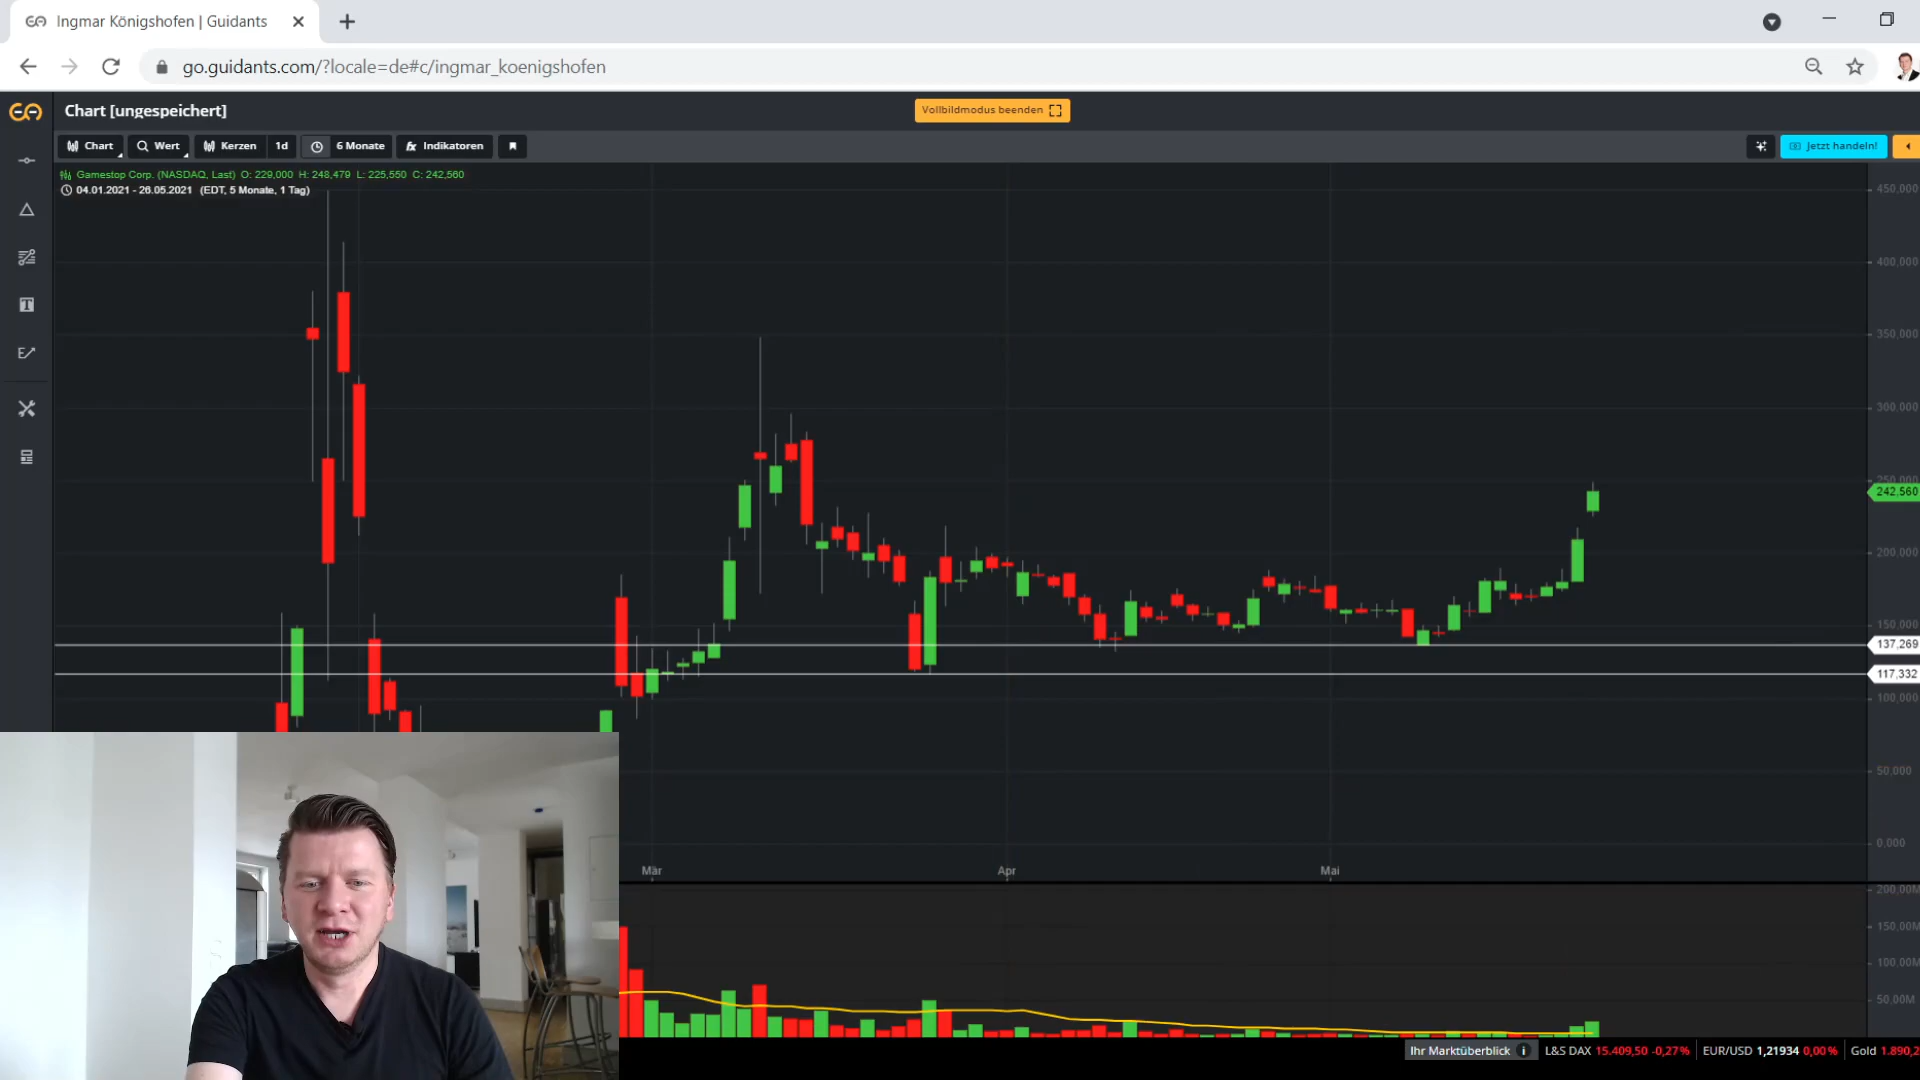 Ingmar Königshofen | Guidants
go.guidants.com/?locale=de#c/ingmar_koenigshofen
Chart [ungespeichert]
Vollbildmodus beenden
Chart
Wert
Kerzen
1d
6 Monate
fx Indikatoren
Jetzt handeln!
Gamestop Corp. (NASDAQ, Last) O: 229,000 H: 248,479 L: 225,550 C: 242,560
04.01.2021 - 26.05.2021 (EDT, 5 Monate, 1 Tag)
450,000
400,000
350,000
300,000
250,000
242,560
200,000
150,000
137,269
117,332
100,000
50,000
0,000
Mär
Apr
Mai
200,00M
150,00M
100,00M
50,00M
Ihr Marktüberblick
L&S DAX 15.409,50 -0,27%
EUR/USD 1,21934 0,00%
Gold 1.890,2